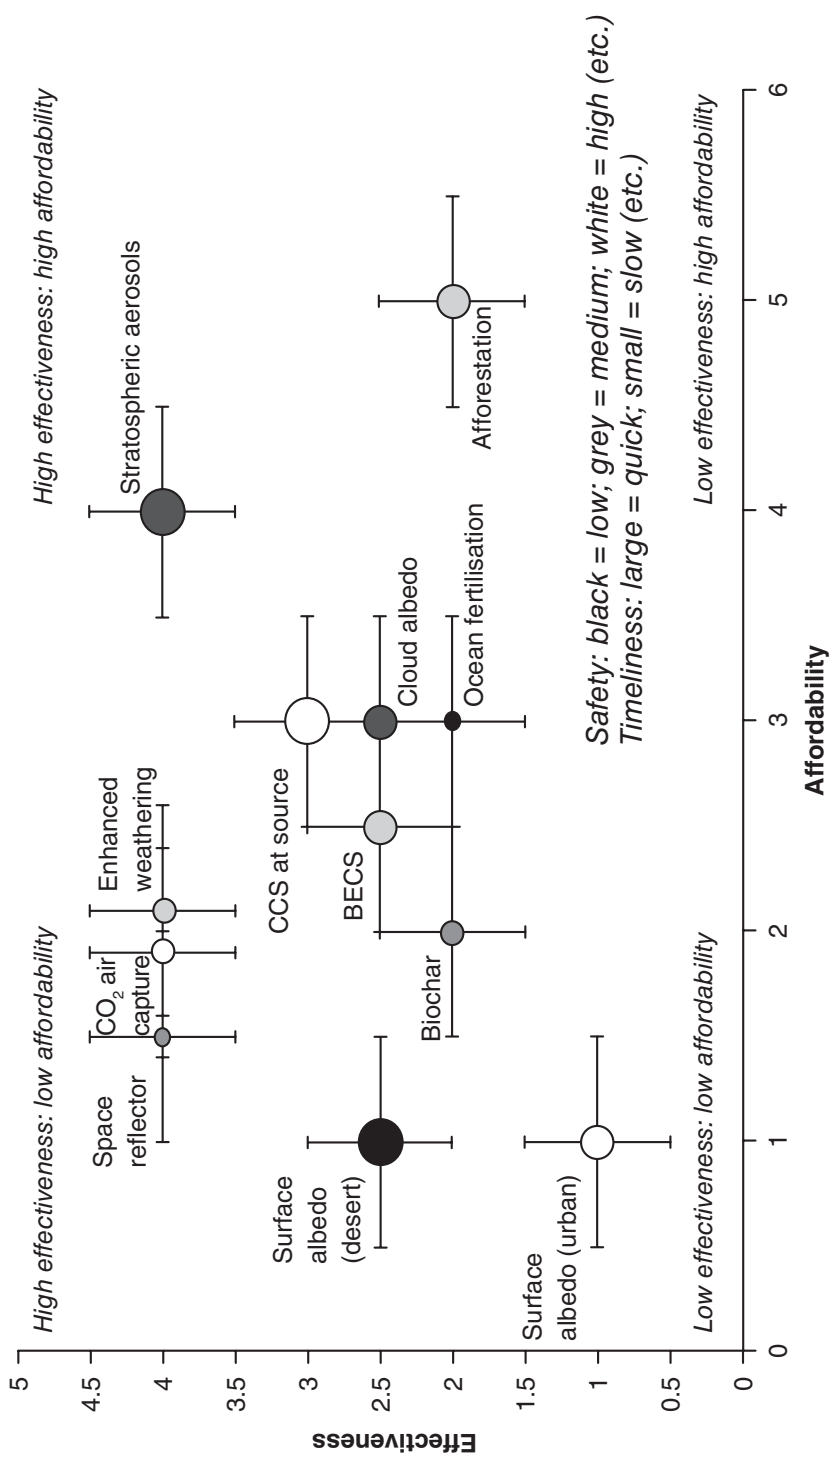 High effectiveness: low affordability
High effectiveness: high affordability
Space
reflector
CO2 air
capture
Enhanced
weathering
Stratospheric aerosols
CCS at source
BECS
Cloud albedo
Surface
albedo
(desert)
Biochar
Ocean fertilisation
Afforestation
Surface
albedo (urban)
Safety: black = low; grey = medium; white = high (etc.)
Timeliness: large = quick; small = slow (etc.)
Low effectiveness: low affordability
Low effectiveness: high affordability
Effectiveness
5
4.5
4
3.5
3
2.5
2
1.5
1
0.5
0
0
1
2
3
4
5
6
Affordability